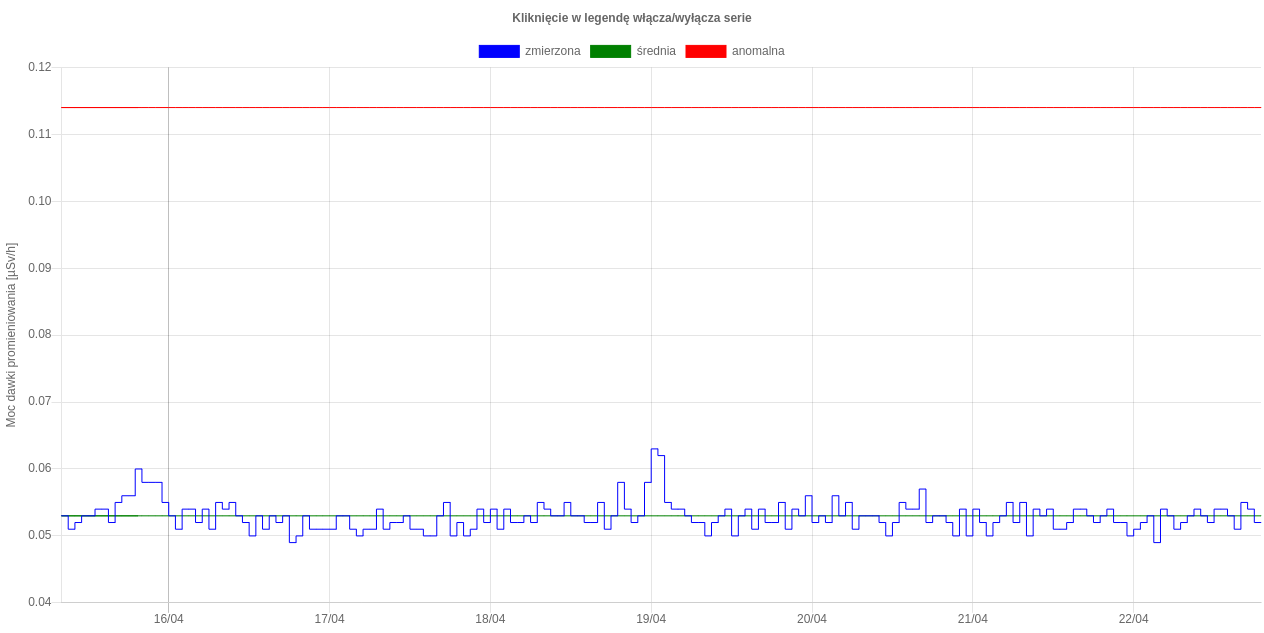 Kliknięcie w legendę włącza/wyłącza serie
zmierzona średnia anomalna
Moc dawki promieniowania [µSv/h]
0.12
0.11
0.10
0.09
0.08
0.07
0.06
0.05
0.04
16/04 17/04 18/04 19/04 20/04 21/04 22/04